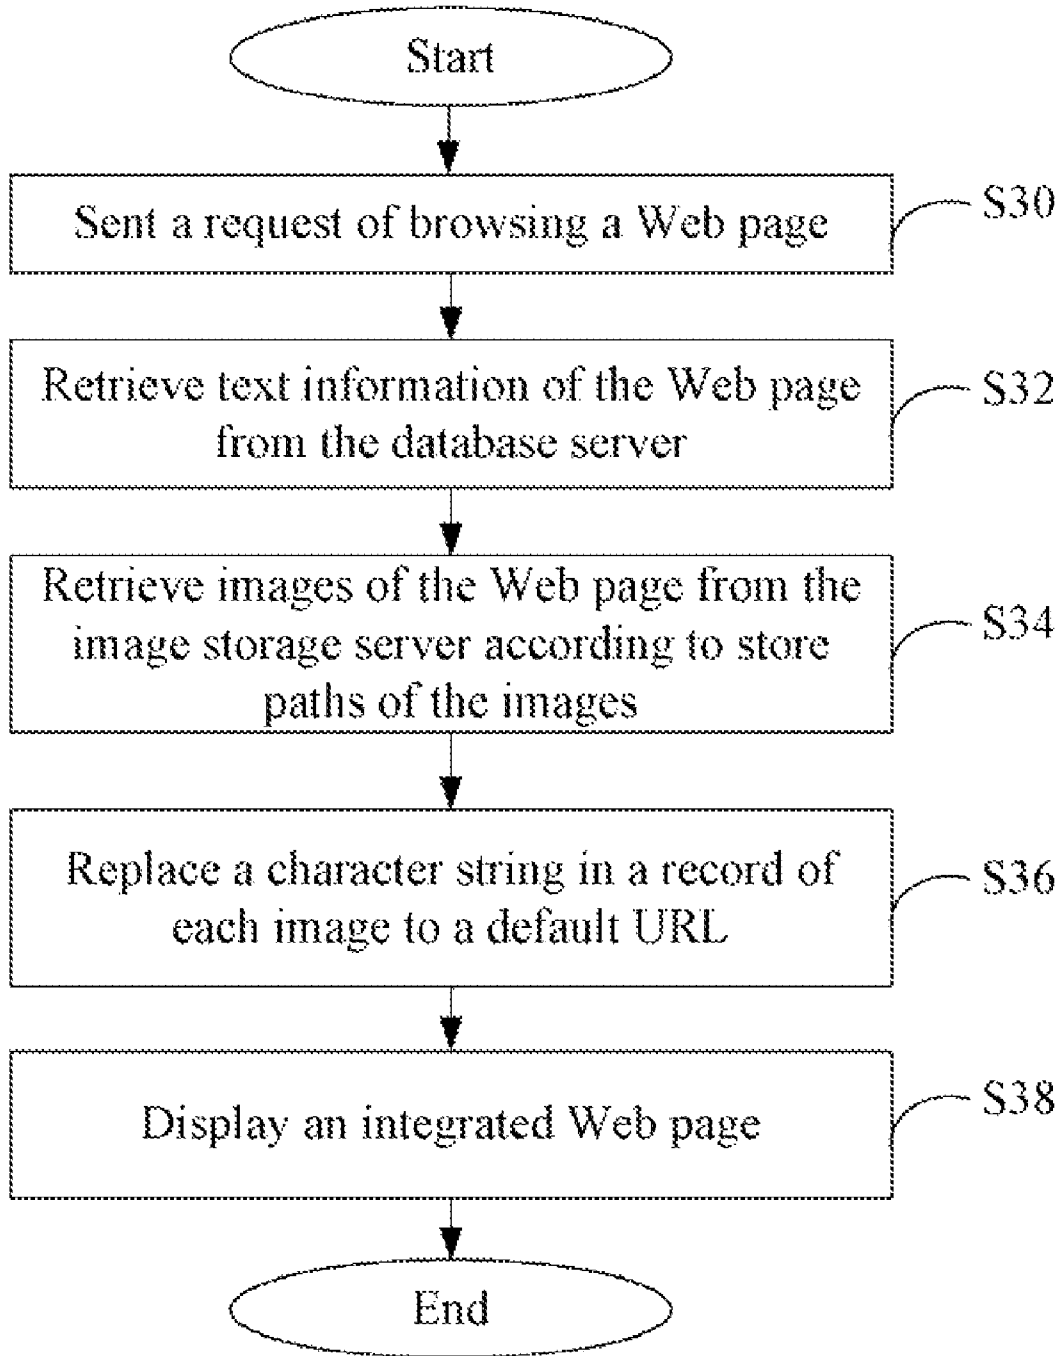 Start
Sent a request of browsing a Web page
S30
Retrieve text information of the Web page
from the database server
S32
Retrieve images of the Web page from the
image storage server according to store
paths of the images
S34
Replace a character string in a record of
each image to a default URL
S36
Display an integrated Web page
S38
End